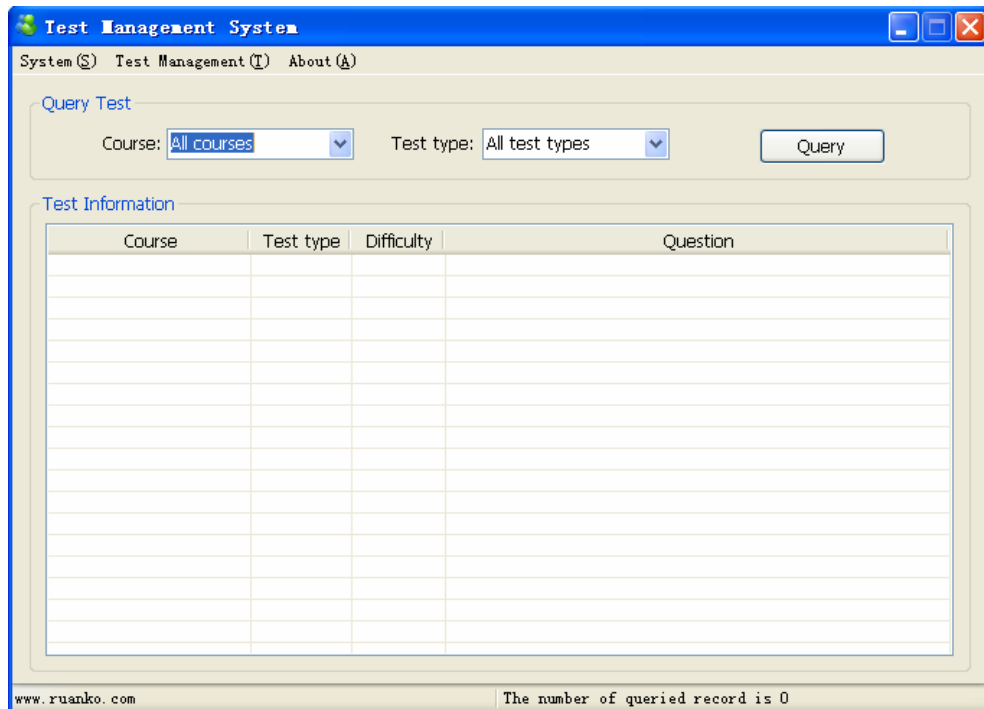 Test Management System
System(S) Test Management(T) About(A)
Query Test
Course: All courses Test type: All test types Query
Test Information
Course Test type Difficulty Question
www.ruanko.com The number of queried record is 0